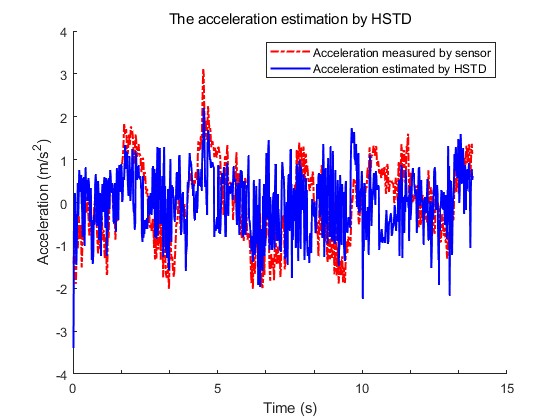 The acceleration estimation by HSTD
Acceleration measured by sensor
Acceleration estimated by HSTD
Acceleration (m/s²)
4
3
2
1
0
-1
-2
-3
-4
0 5 10 15
Time (s)